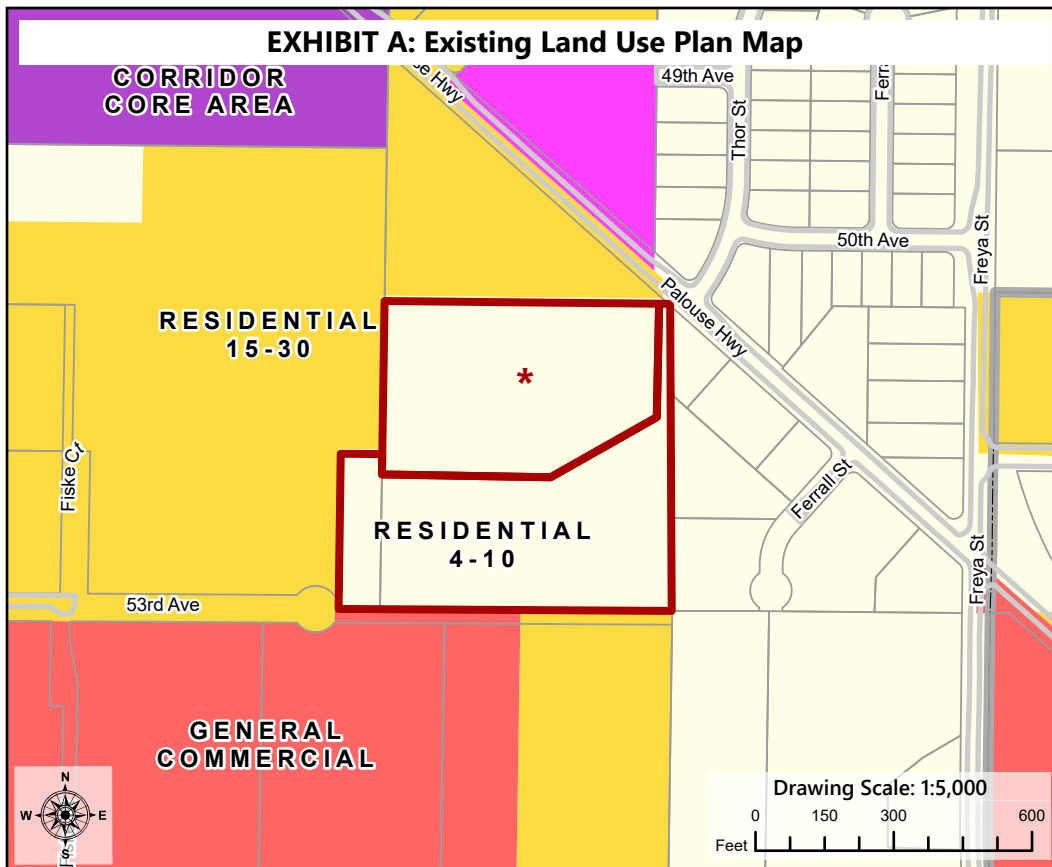 EXHIBIT A: Existing Land Use Plan Map
CORRIDOR
CORE AREA
Hwy
49th Ave
Thor St
50th Ave
Freya St
Palouse Hwy
RESIDENTIAL
15-30
*
Fiske Ct
Ferrall St
RESIDENTIAL
4-10
Freya St
53rd Ave
GENERAL
COMMERCIAL
N
W
E
S
Drawing Scale: 1:5,000
0 150 300 600
Feet